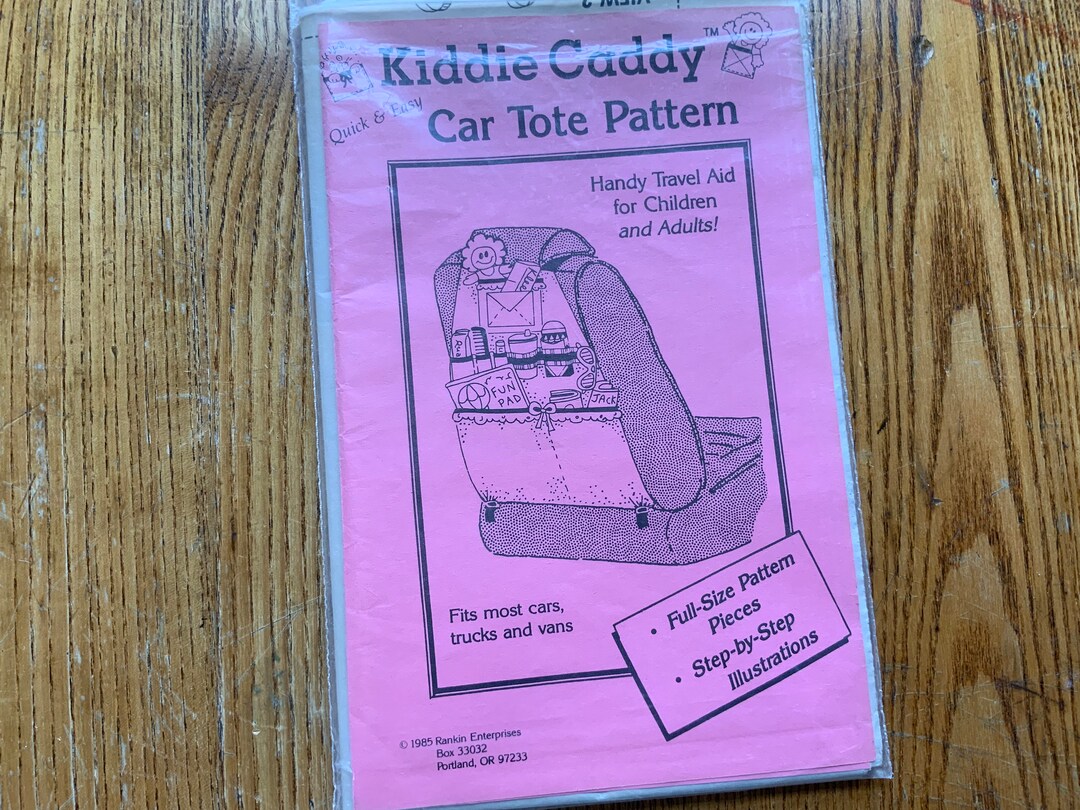 VIEW 2
Kiddie Caddy™
Quick & Easy
Car Tote Pattern
Handy Travel Aid
for Children
and Adults!
FUN
PAD
JACK
Fits most cars,
trucks and vans
• Full-Size Pattern
Pieces
• Step-by-Step
Illustrations
© 1985 Rankin Enterprises
Box 33032
Portland, OR 97233